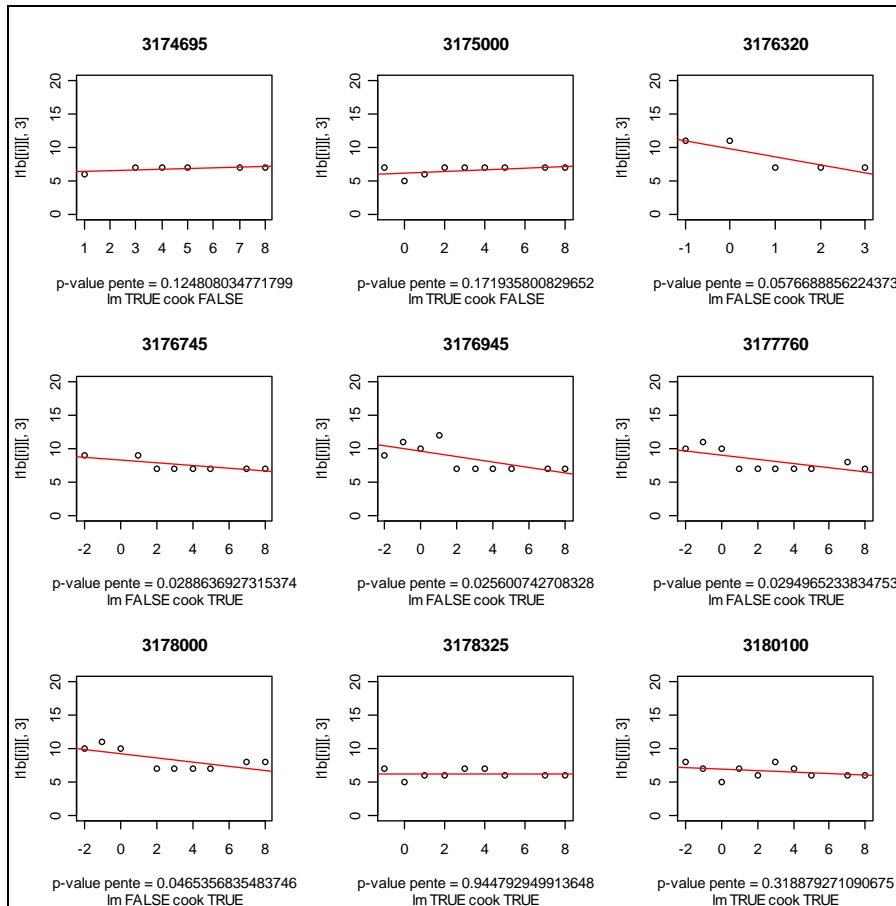 3174695 3175000 3176320
20 20 20
15 15 15
10 10 10
5 5 5
0 0 0
l1b[[i]][, 3] l1b[[i]][, 3] l1b[[i]][, 3]
1 2 3 4 5 6 7 8 0 2 4 6 8 -1 0 1 2 3
p-value pente = 0.124808034771799 p-value pente = 0.171935800829652 p-value pente = 0.0576688856224373
lm TRUE cook FALSE lm TRUE cook FALSE lm FALSE cook TRUE
3176745 3176945 3177760
20 20 20
15 15 15
10 10 10
5 5 5
0 0 0
l1b[[i]][, 3] l1b[[i]][, 3] l1b[[i]][, 3]
-2 0 2 4 6 8 -2 0 2 4 6 8 -2 0 2 4 6 8
p-value pente = 0.0288636927315374 p-value pente = 0.025600742708328 p-value pente = 0.0294965233834753
lm FALSE cook TRUE lm FALSE cook TRUE lm FALSE cook TRUE
3178000 3178325 3180100
20 20 20
15 15 15
10 10 10
5 5 5
0 0 0
l1b[[i]][, 3] l1b[[i]][, 3] l1b[[i]][, 3]
-2 0 2 4 6 8 0 2 4 6 8 -2 0 2 4 6 8
p-value pente = 0.0465356835483746 p-value pente = 0.944792949913648 p-value pente = 0.318879271090675
lm FALSE cook TRUE lm TRUE cook TRUE lm TRUE cook TRUE